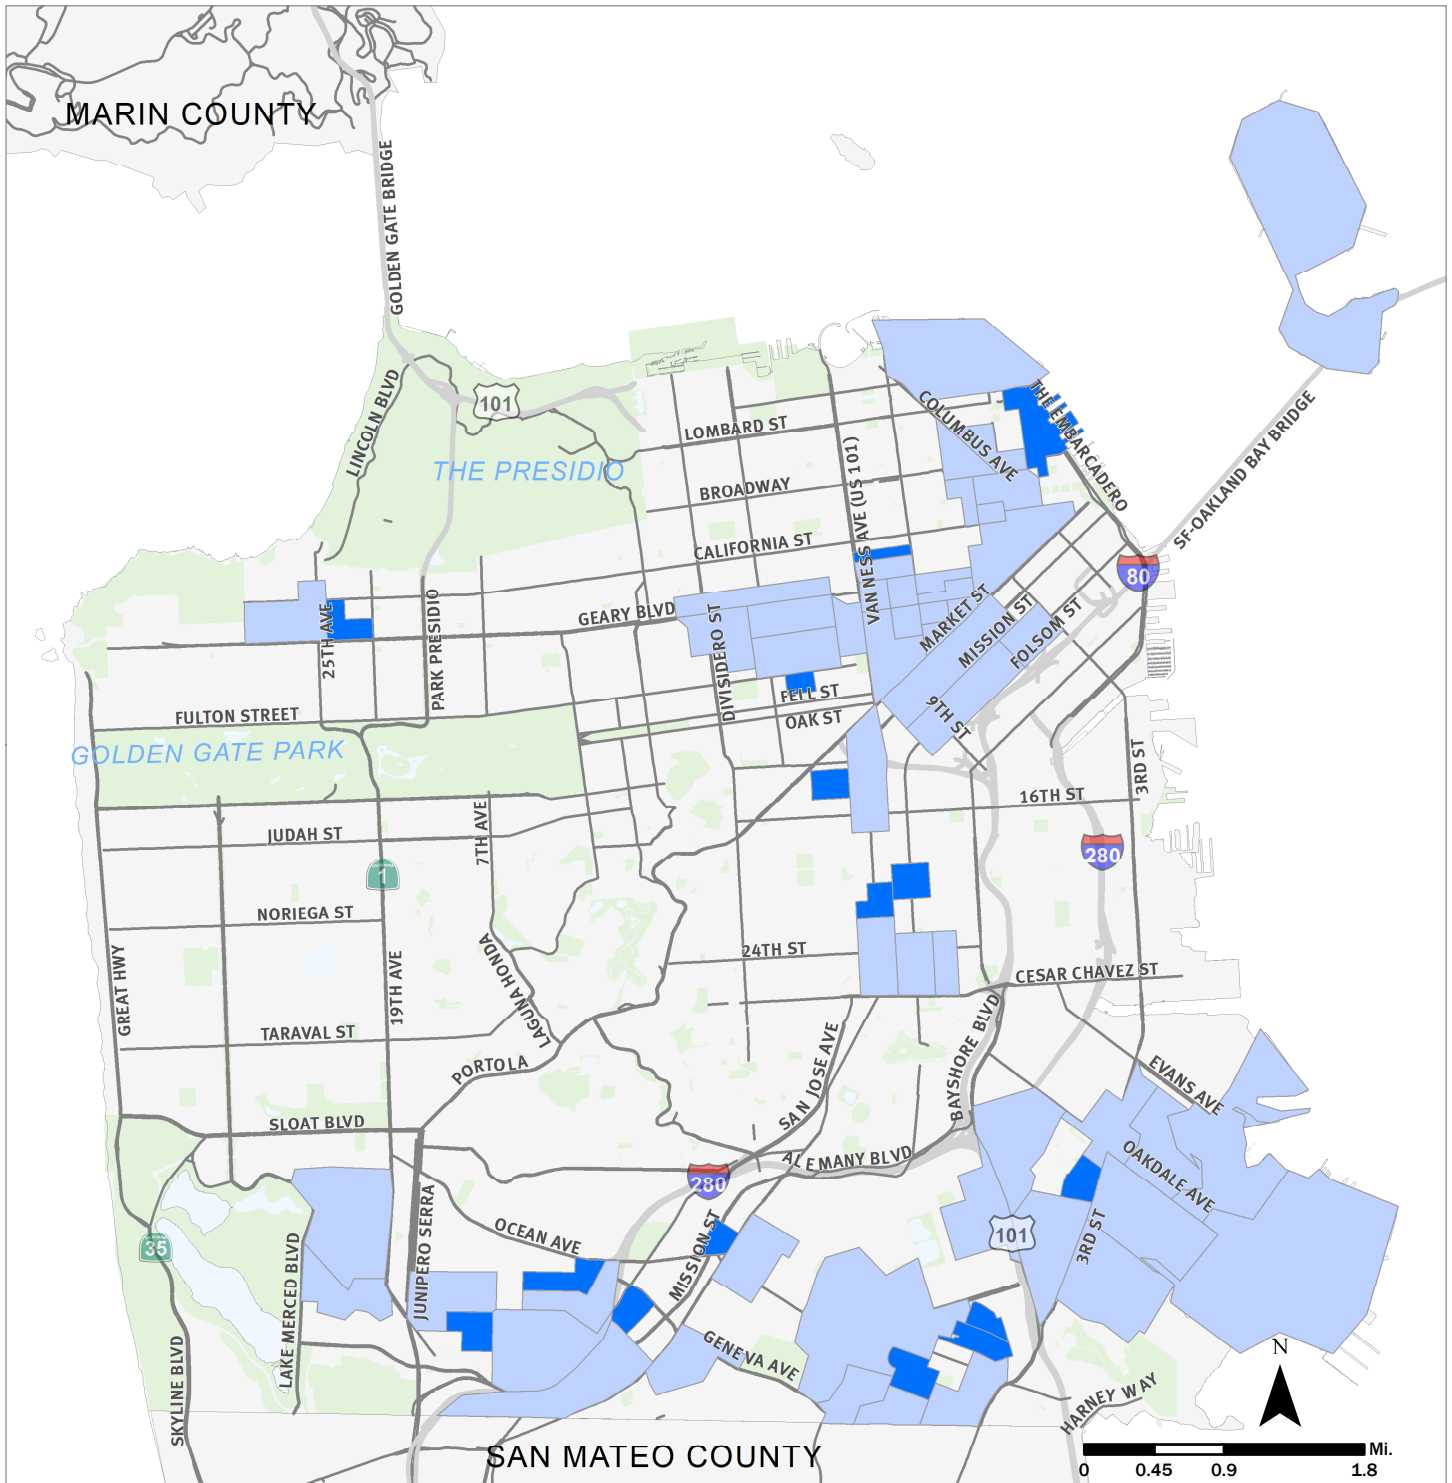 MARIN COUNTY
GOLDEN GATE BRIDGE
LINCOLN BLVD
101
THE PRESIDIO
LOMBARD ST
COLUMBUS AVE
THE EMBARCADERO
BROADWAY
VAN NESS AVE (US 101)
SF-OAKLAND BAY BRIDGE
CALIFORNIA ST
80
GEARY BLVD
25TH AVE
PARK PRESIDIO
DIVISIDERO ST
MARKET ST
MISSION ST
FOLSOM ST
FULTON STREET
FELL ST
OAK ST
9TH ST
GOLDEN GATE PARK
3RD ST
16TH ST
JUDAH ST
7TH AVE
280
1
NORIEGA ST
24TH ST
GREAT HWY
19TH AVE
LAGUNA HONDA
CESAR CHAVEZ ST
TARAVAL ST
PORTOLA
SAN JOSE AVE
BAYSHORE BLVD
EVANS AVE
SLOAT BLVD
ALEMANY BLVD
OAKDALE AVE
280
JUNIPERO SERRA
OCEAN AVE
MISSION ST
101
3RD ST
35
LAKE MERCED BLVD
GENEVA AVE
SKYLINE BLVD
HARNEY WAY
N
SAN MATEO COUNTY
Mi.
0 0.45 0.9 1.8